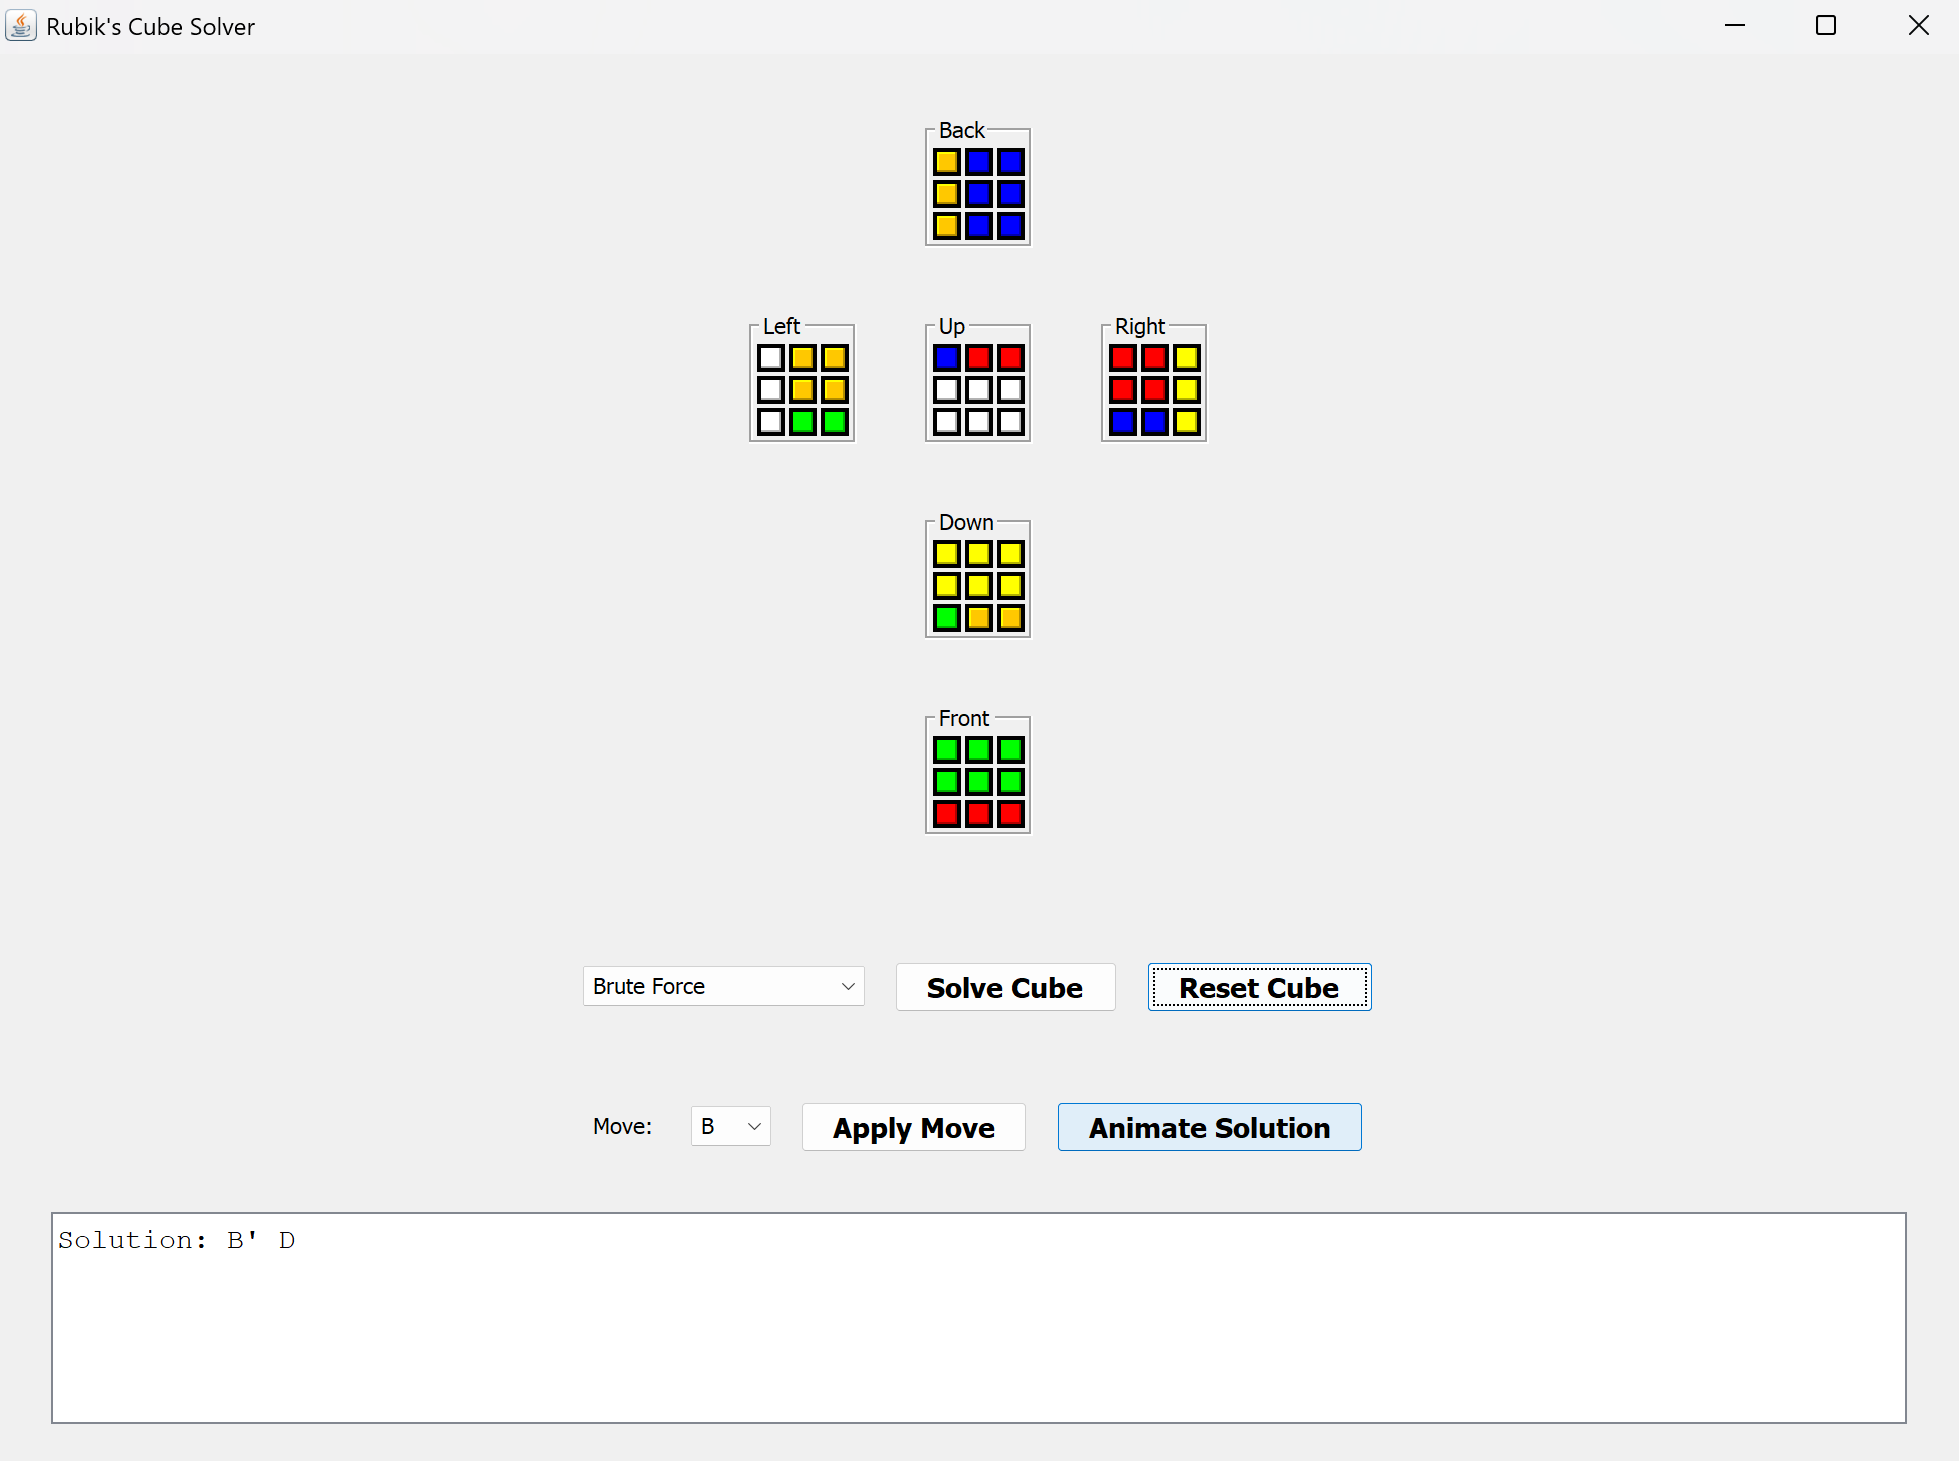 Rubik's Cube Solver
Back
Left
Up
Right
Down
Front
Brute Force
Solve Cube
Reset Cube
Move:
B
Apply Move
Animate Solution
Solution: B' D